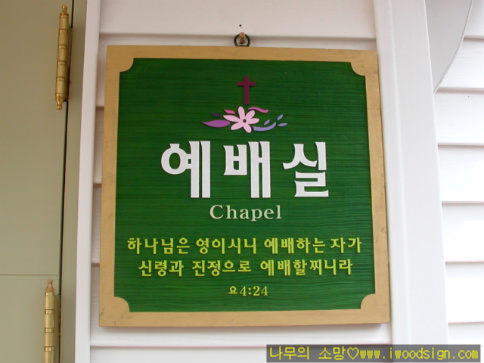 예배실
Chapel
하나님은 영이시니 예배하는 자가
신령과 진정으로 예배할찌니라
요4:24
나무의 소망♡www.iwoodsign.com